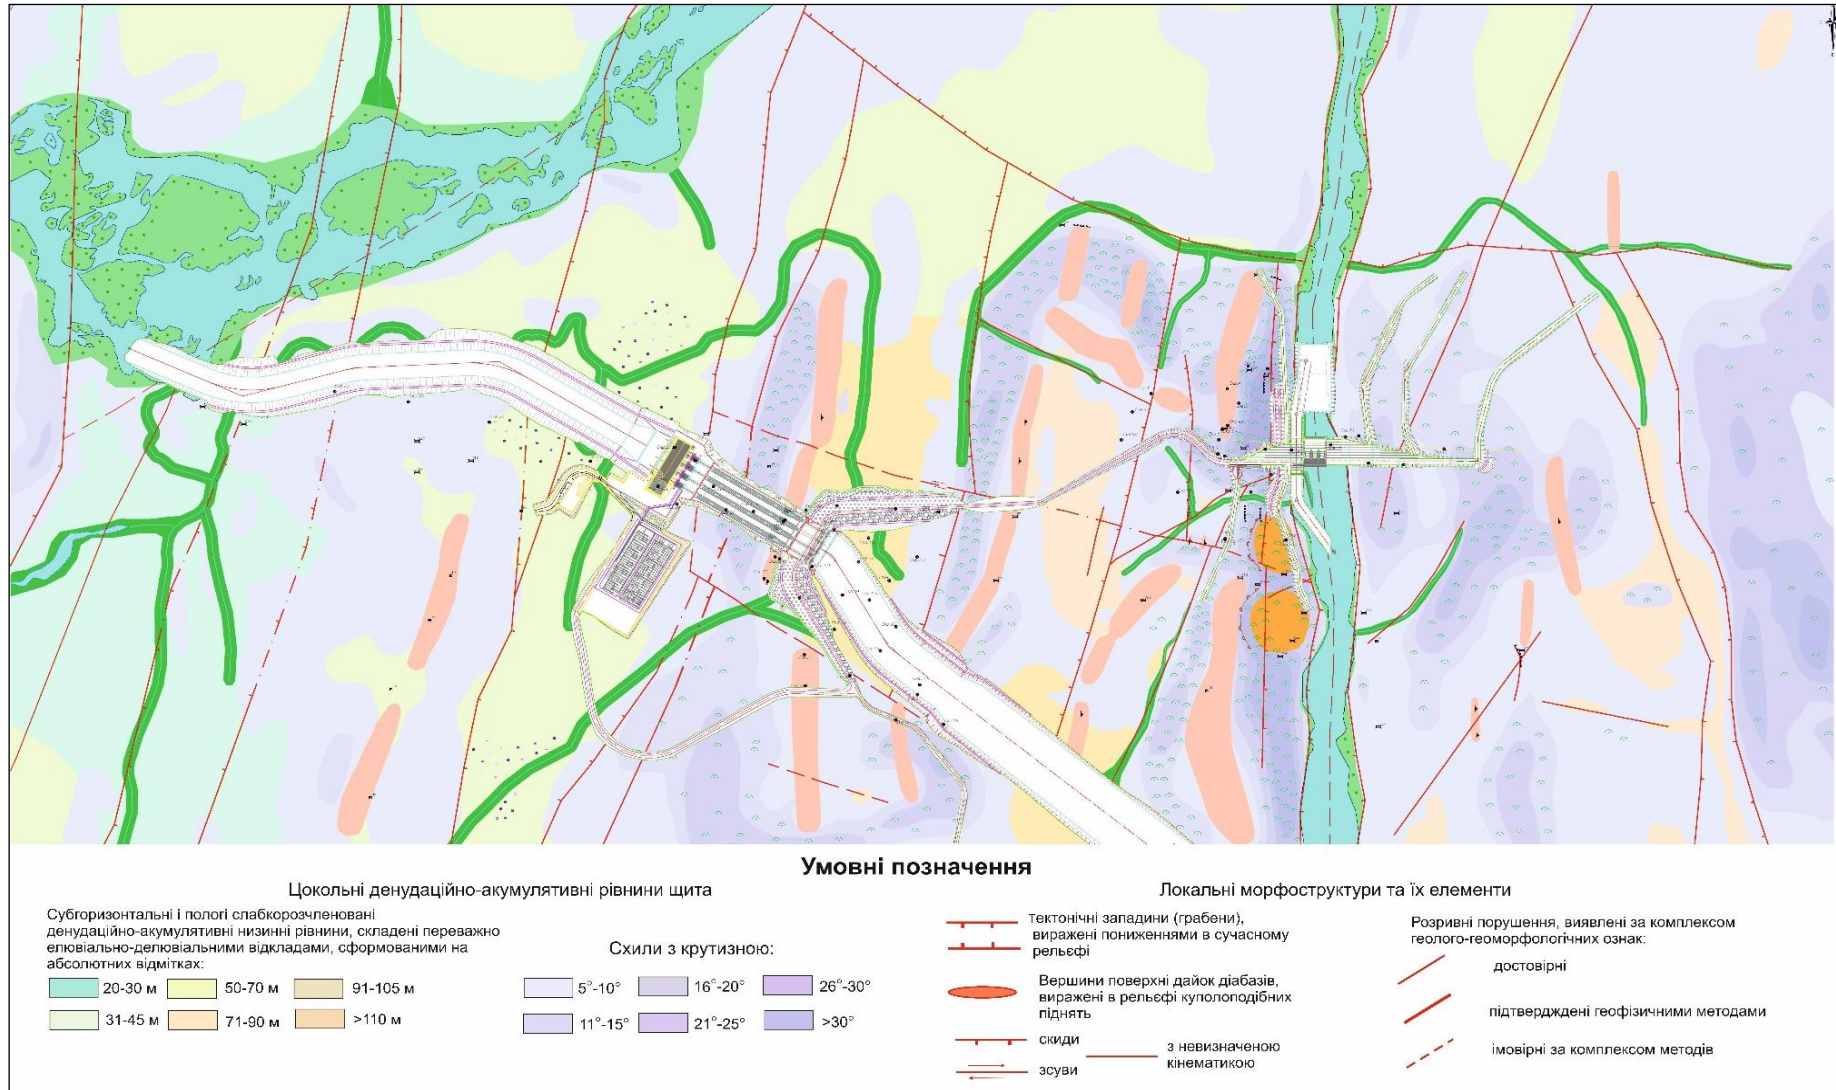 Умовні позначення
Цокольні денудаційно-акумулятивні рівнини щита
Субгоризонтальні і пологі слабкорозчленовані
денудаційно-акумулятивні низинні рівнини, складені переважно
елювіально-делювіальними відкладами, сформованими на
абсолютних відмітках:
20-30 м
50-70 м
91-105 м
31-45 м
71-90 м
>110 м
Схили з крутизною:
5°-10°
16°-20°
26°-30°
11°-15°
21°-25°
>30°
Локальні морфоструктури та їх елементи
тектонічні западини (грабени),
виражені пониженнями в сучасному
рельєфі
Вершини поверхні дайок діабазів,
виражені в рельєфі куполоподібних
піднять
скиди
зсуви
з невизначеною
кінематикою
Розривні порушення, виявлені за комплексом
геолого-геоморфологічних ознак:
достовірні
підтвердждені геофізичними методами
імовірні за комплексом методів